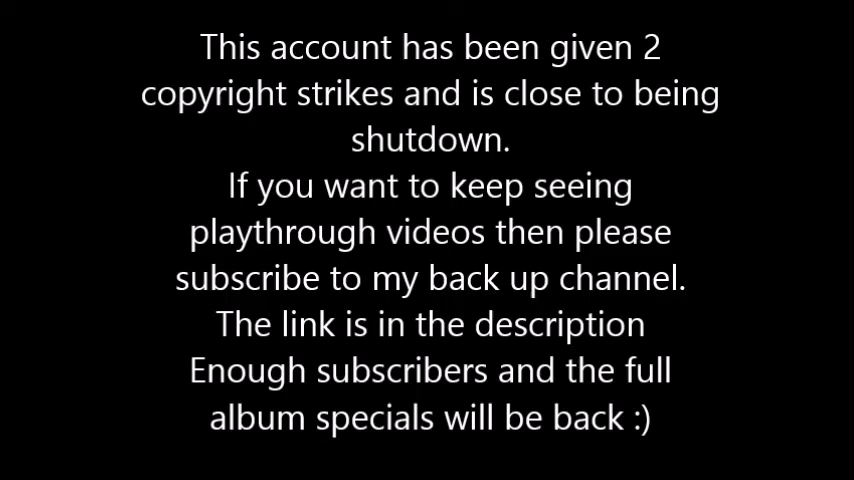 This account has been given 2
copyright strikes and is close to being
shutdown.
If you want to keep seeing
playthrough videos then please
subscribe to my back up channel.
The link is in the description
Enough subscribers and the full
album specials will be back :)